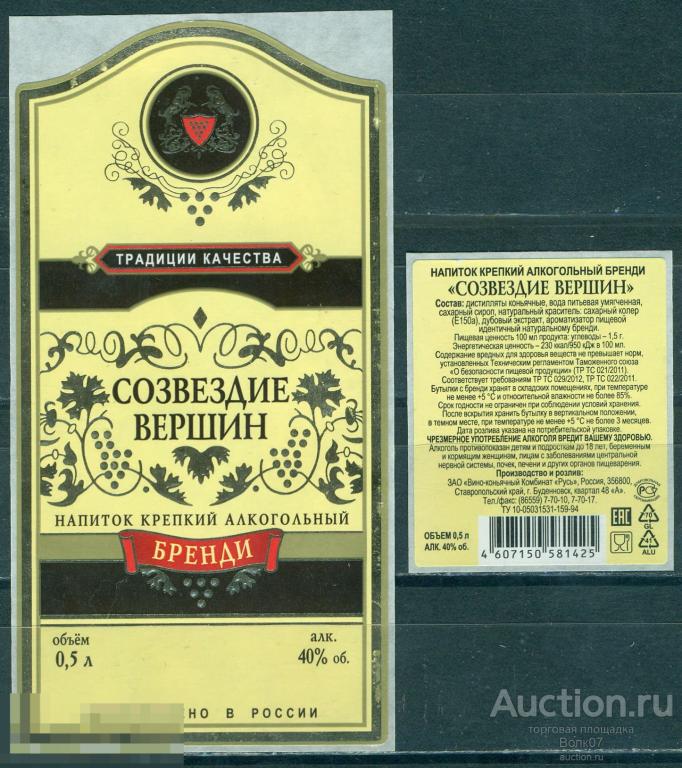 ТРАДИЦИИ КАЧЕСТВА
СОЗВЕЗДИЕ
ВЕРШИН
НАПИТОК КРЕПКИЙ АЛКОГОЛЬНЫЙ
БРЕНДИ
объём
0,5 л
алк.
40% об.
НО В РОССИИ
НАПИТОК КРЕПКИЙ АЛКОГОЛЬНЫЙ БРЕНДИ
«СОЗВЕЗДИЕ ВЕРШИН»
Состав: дистилляты коньячные, вода питьевая умягченная,
сахарный сироп, натуральный краситель: сахарный колер
(Е150а), дубовый экстракт, ароматизатор пищевой
идентичный натуральному бренди.
Пищевая ценность 100 мл продукта: углеводы – 1,5 г.
Энергетическая ценность – 230 ккал/950 кДж в 100 мл.
Содержание вредных для здоровья веществ не превышает норм,
установленных Техническим регламентом Таможенного союза
«О безопасности пищевой продукции» (ТР ТС 021/2011).
Соответствует требованиям ТР ТС 029/2012, ТР ТС 022/2011.
Бутылки с бренди хранят в складских помещениях, при температуре
не менее +5 °С и относительной влажности не более 85%.
Срок годности не ограничен при соблюдении условий хранения.
После вскрытия хранить бутылку в вертикальном положении,
в темном месте, при температуре не менее +5 °С не более 3 месяцев.
Дата розлива указана на потребительской упаковке.
ЧРЕЗМЕРНОЕ УПОТРЕБЛЕНИЕ АЛКОГОЛЯ ВРЕДИТ ВАШЕМУ ЗДОРОВЬЮ.
Алкоголь противопоказан детям и подросткам до 18 лет, беременным
и кормящим женщинам, лицам с заболеваниями центральной
нервной системы, почек, печени и других органов пищеварения.
Производство и розлив:
ЗАО «Вино-коньячный Комбинат «Русь», Россия, 356800,
Ставропольский край, г. Буденновск, квартал 48 «А».
Тел./факс: (86559) 7-70-10, 7-70-17.
ТУ 10-05031531-159-94
ОБЪЕМ 0,5 л
АЛК. 40% об.
4 607150 581425
ЕАС
70
GL
41
ALU
Auction.ru
торговая площадка
Волк07
auction.ru